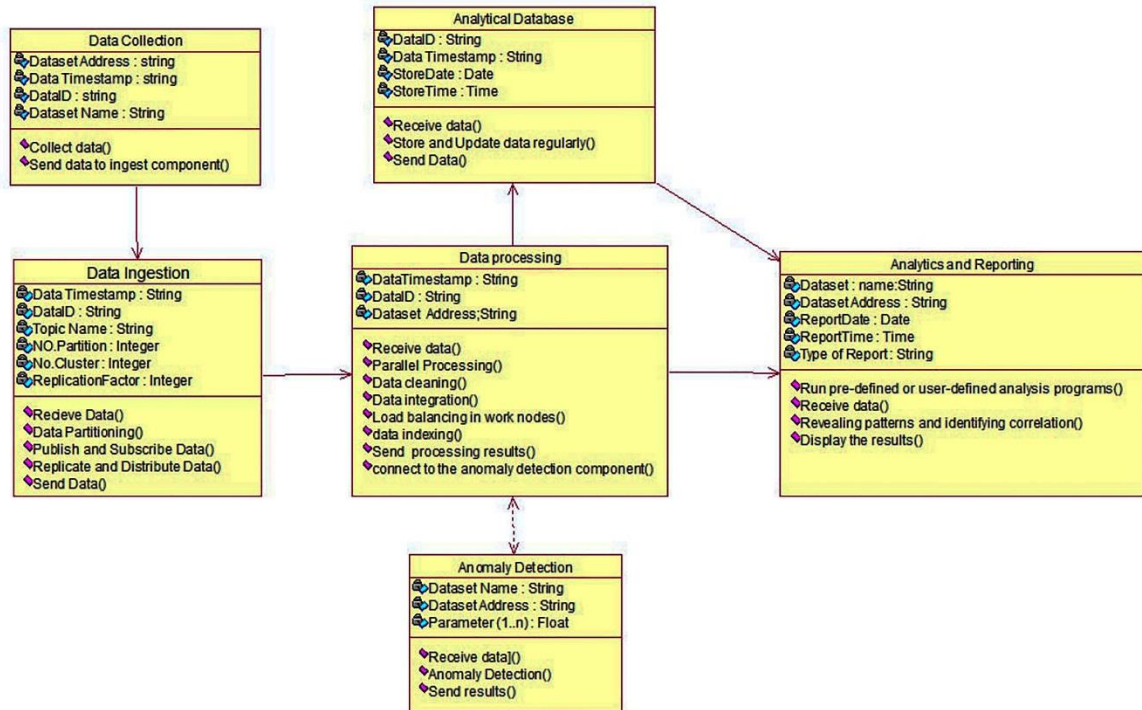 Data Collection
Dataset Address : string
Data Timestamp : string
DataID : string
Dataset Name : String
Collect data()
Send data to ingest component()
Analytical Database
DataID : String
Data Timestamp : String
StoreDate : Date
StoreTime : Time
Receive data()
Store and Update data regularly()
Send Data()
Data Ingestion
Data Timestamp : String
DataID : String
Topic Name : String
NO.Partition : Integer
No.Cluster : Integer
ReplicationFactor : Integer
Recieve Data()
Data Partitioning()
Publish and Subscribe Data()
Replicate and Distribute Data()
Send Data()
Data processing
DataTimestamp : String
DataID : String
Dataset Address;String
Receive data()
Parallel Processing()
Data cleaning()
Data integration()
Load balancing in work nodes()
data indexing()
Send processing results()
connect to the anomaly detection component()
Analytics and Reporting
Dataset : name:String
Dataset Address : String
ReportDate : Date
ReportTime : Time
Type of Report : String
Run pre-defined or user-defined analysis programs()
Receive data()
Revealing patterns and identifying correlation()
Display the results()
Anomaly Detection
Dataset Name : String
Dataset Address : String
Parameter (1..n) : Float
Receive data]()
Anomaly Detection()
Send results()